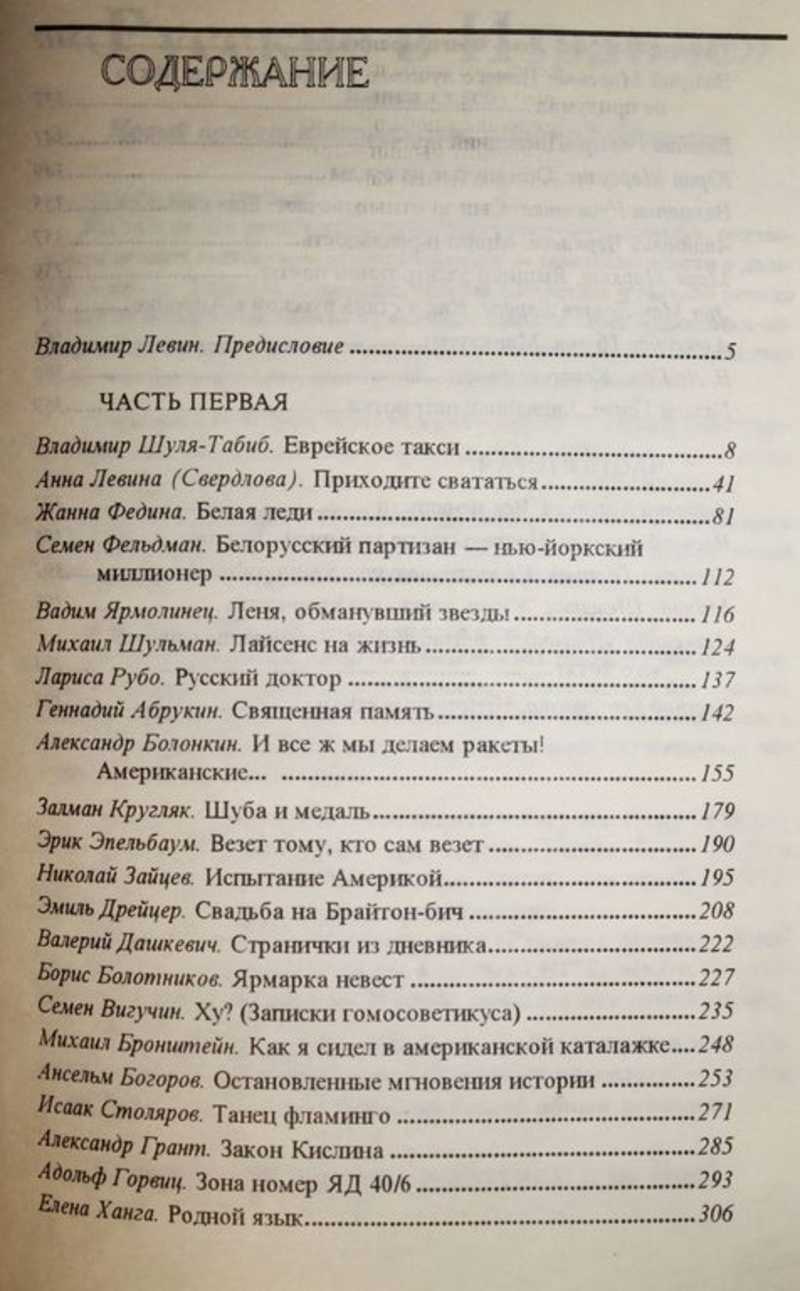 СОДЕРЖАНИЕ
Владимир Левин. Предисловие ........ 5
ЧАСТЬ ПЕРВАЯ
Владимир Шуля-Табиб. Еврейское такси ........ 8
Анна Левина (Свердлова). Приходите свататься ........ 41
Жанна Федина. Белая леди ........ 81
Семен Фельдман. Белорусский партизан — нью-йоркский
миллионер ........ 112
Вадим Ярмолинец. Леня, обманувший звезды ........ 116
Михаил Шульман. Лайсенс на жизнь ........ 124
Лариса Рубо. Русский доктор ........ 137
Геннадий Абрукин. Священная память ........ 142
Александр Болонкин. И все ж мы делаем ракеты!
Американские... ........ 155
Залман Кругляк. Шуба и медаль ........ 179
Эрик Эпельбаум. Везет тому, кто сам везет ........ 190
Николай Зайцев. Испытание Америкой ........ 195
Эмиль Дрейцер. Свадьба на Брайтон-бич ........ 208
Валерий Дашкевич. Странички из дневника ........ 222
Борис Болотников. Ярмарка невест ........ 227
Семен Вигучин. Ху? (Записки гомосоветикуса) ........ 235
Михаил Бронштейн. Как я сидел в американской каталажке .... 248
Ансельм Богоров. Остановленные мгновения истории ........ 253
Исаак Столяров. Танец фламинго ........ 271
Александр Грант. Закон Кислина ........ 285
Адольф Горвиц. Зона номер ЯД 40/6 ........ 293
Елена Ханга. Родной язык ........ 306